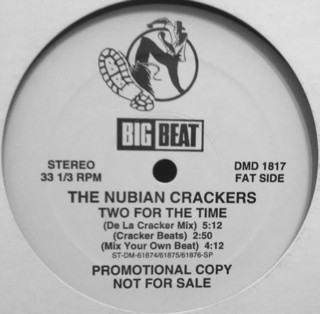 BIG BEAT
STEREO
33 1/3 RPM
DMD 1817
FAT SIDE
THE NUBIAN CRACKERS
TWO FOR THE TIME
(De La Cracker Mix) 5:12
(Cracker Beats) 2:50
(Mix Your Own Beat) 4:12
ST-DM-61874/61875/61876-SP
PROMOTIONAL COPY
NOT FOR SALE